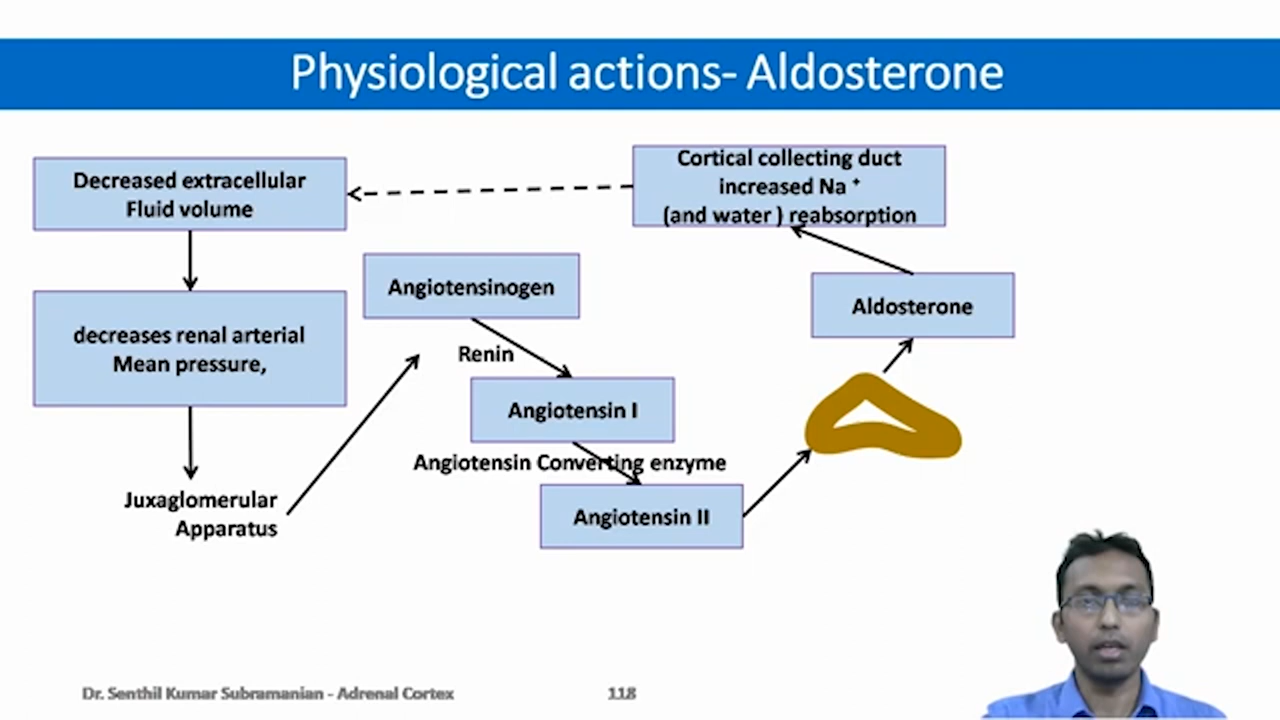 Physiological actions- Aldosterone
Decreased extracellular
Fluid volume
decreases renal arterial
Mean pressure,
Juxaglomerular
Apparatus
Angiotensinogen
Renin
Angiotensin I
Angiotensin Converting enzyme
Angiotensin II
Aldosterone
Cortical collecting duct
increased Na +
(and water ) reabsorption
Dr. Senthil Kumar Subramanian - Adrenal Cortex
118